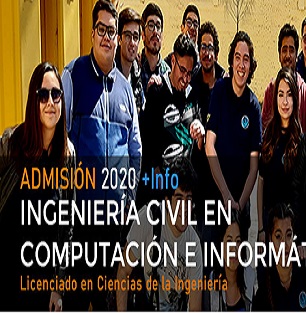 ADMISIÓN 2020 +Info
INGENIERÍA CIVIL EN
COMPUTACIÓN E INFORMÁT
Licenciado en Ciencias de la Ingeniería